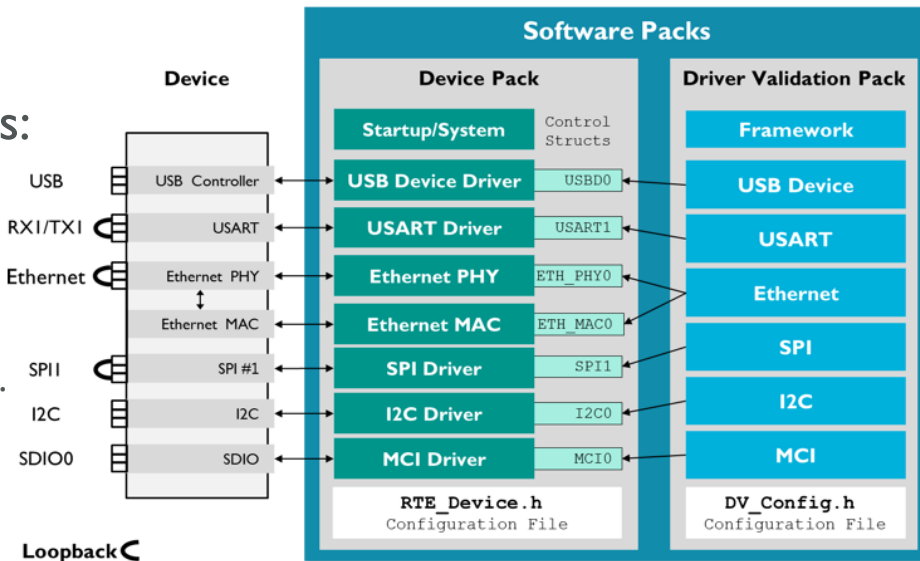 Software Packs
Device
Device Pack
Driver Validation Pack
s:
Startup/System
Control
Structs
Framework
USB
USB Controller
USB Device Driver
USBD0
USB Device
RX1/TX1
USART
USART Driver
USART1
USART
Ethernet
Ethernet PHY
Ethernet PHY
ETH_PHY0
Ethernet
Ethernet MAC
Ethernet MAC
ETH_MAC0
SPI1
SPI #1
SPI Driver
SPI1
SPI
.
I2C
I2C
I2C Driver
I2C0
I2C
SDIO0
SDIO
MCI Driver
MCI0
MCI
RTE_Device.h
Configuration File
DV_Config.h
Configuration File
Loopback